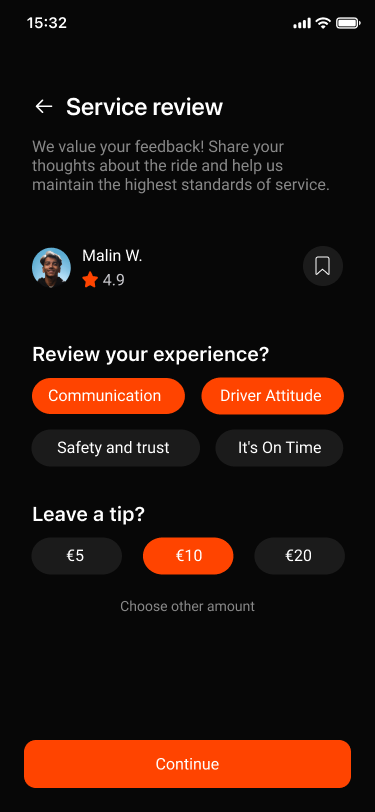 15:32
Service review
We value your feedback! Share your
thoughts about the ride and help us
maintain the highest standards of service.
Malin W.
4.9
Review your experience?
Communication
Driver Attitude
Safety and trust
It's On Time
Leave a tip?
€5
€10
€20
Choose other amount
Continue